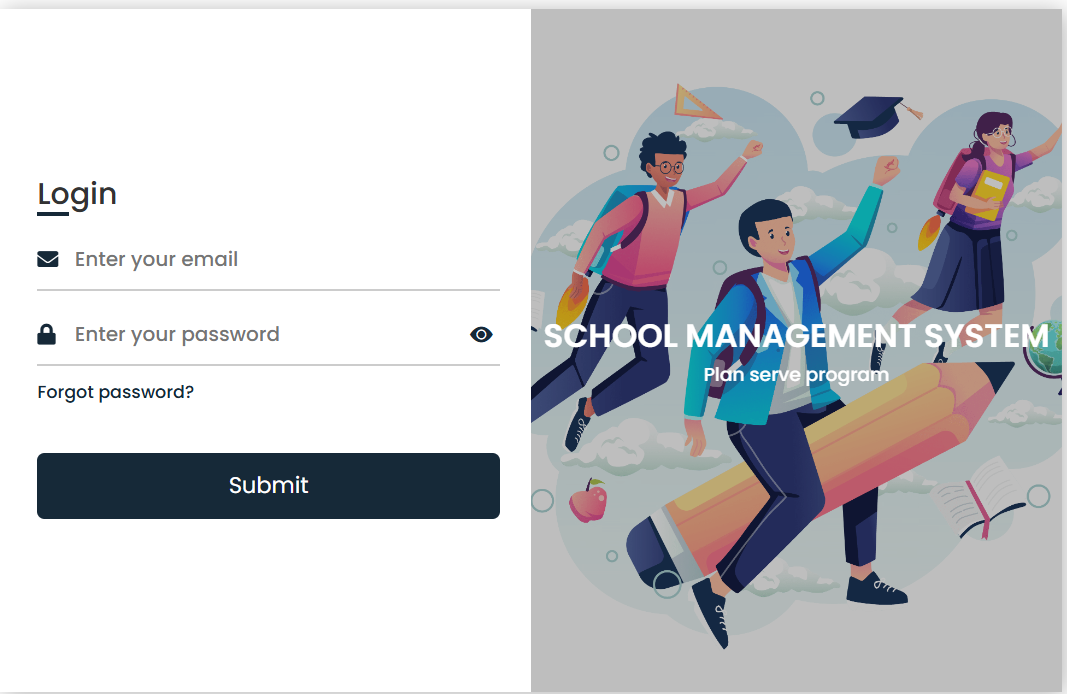 Login
Enter your email
Enter your password
Forgot password?
Submit
SCHOOL MANAGEMENT SYSTEM
Plan serve program